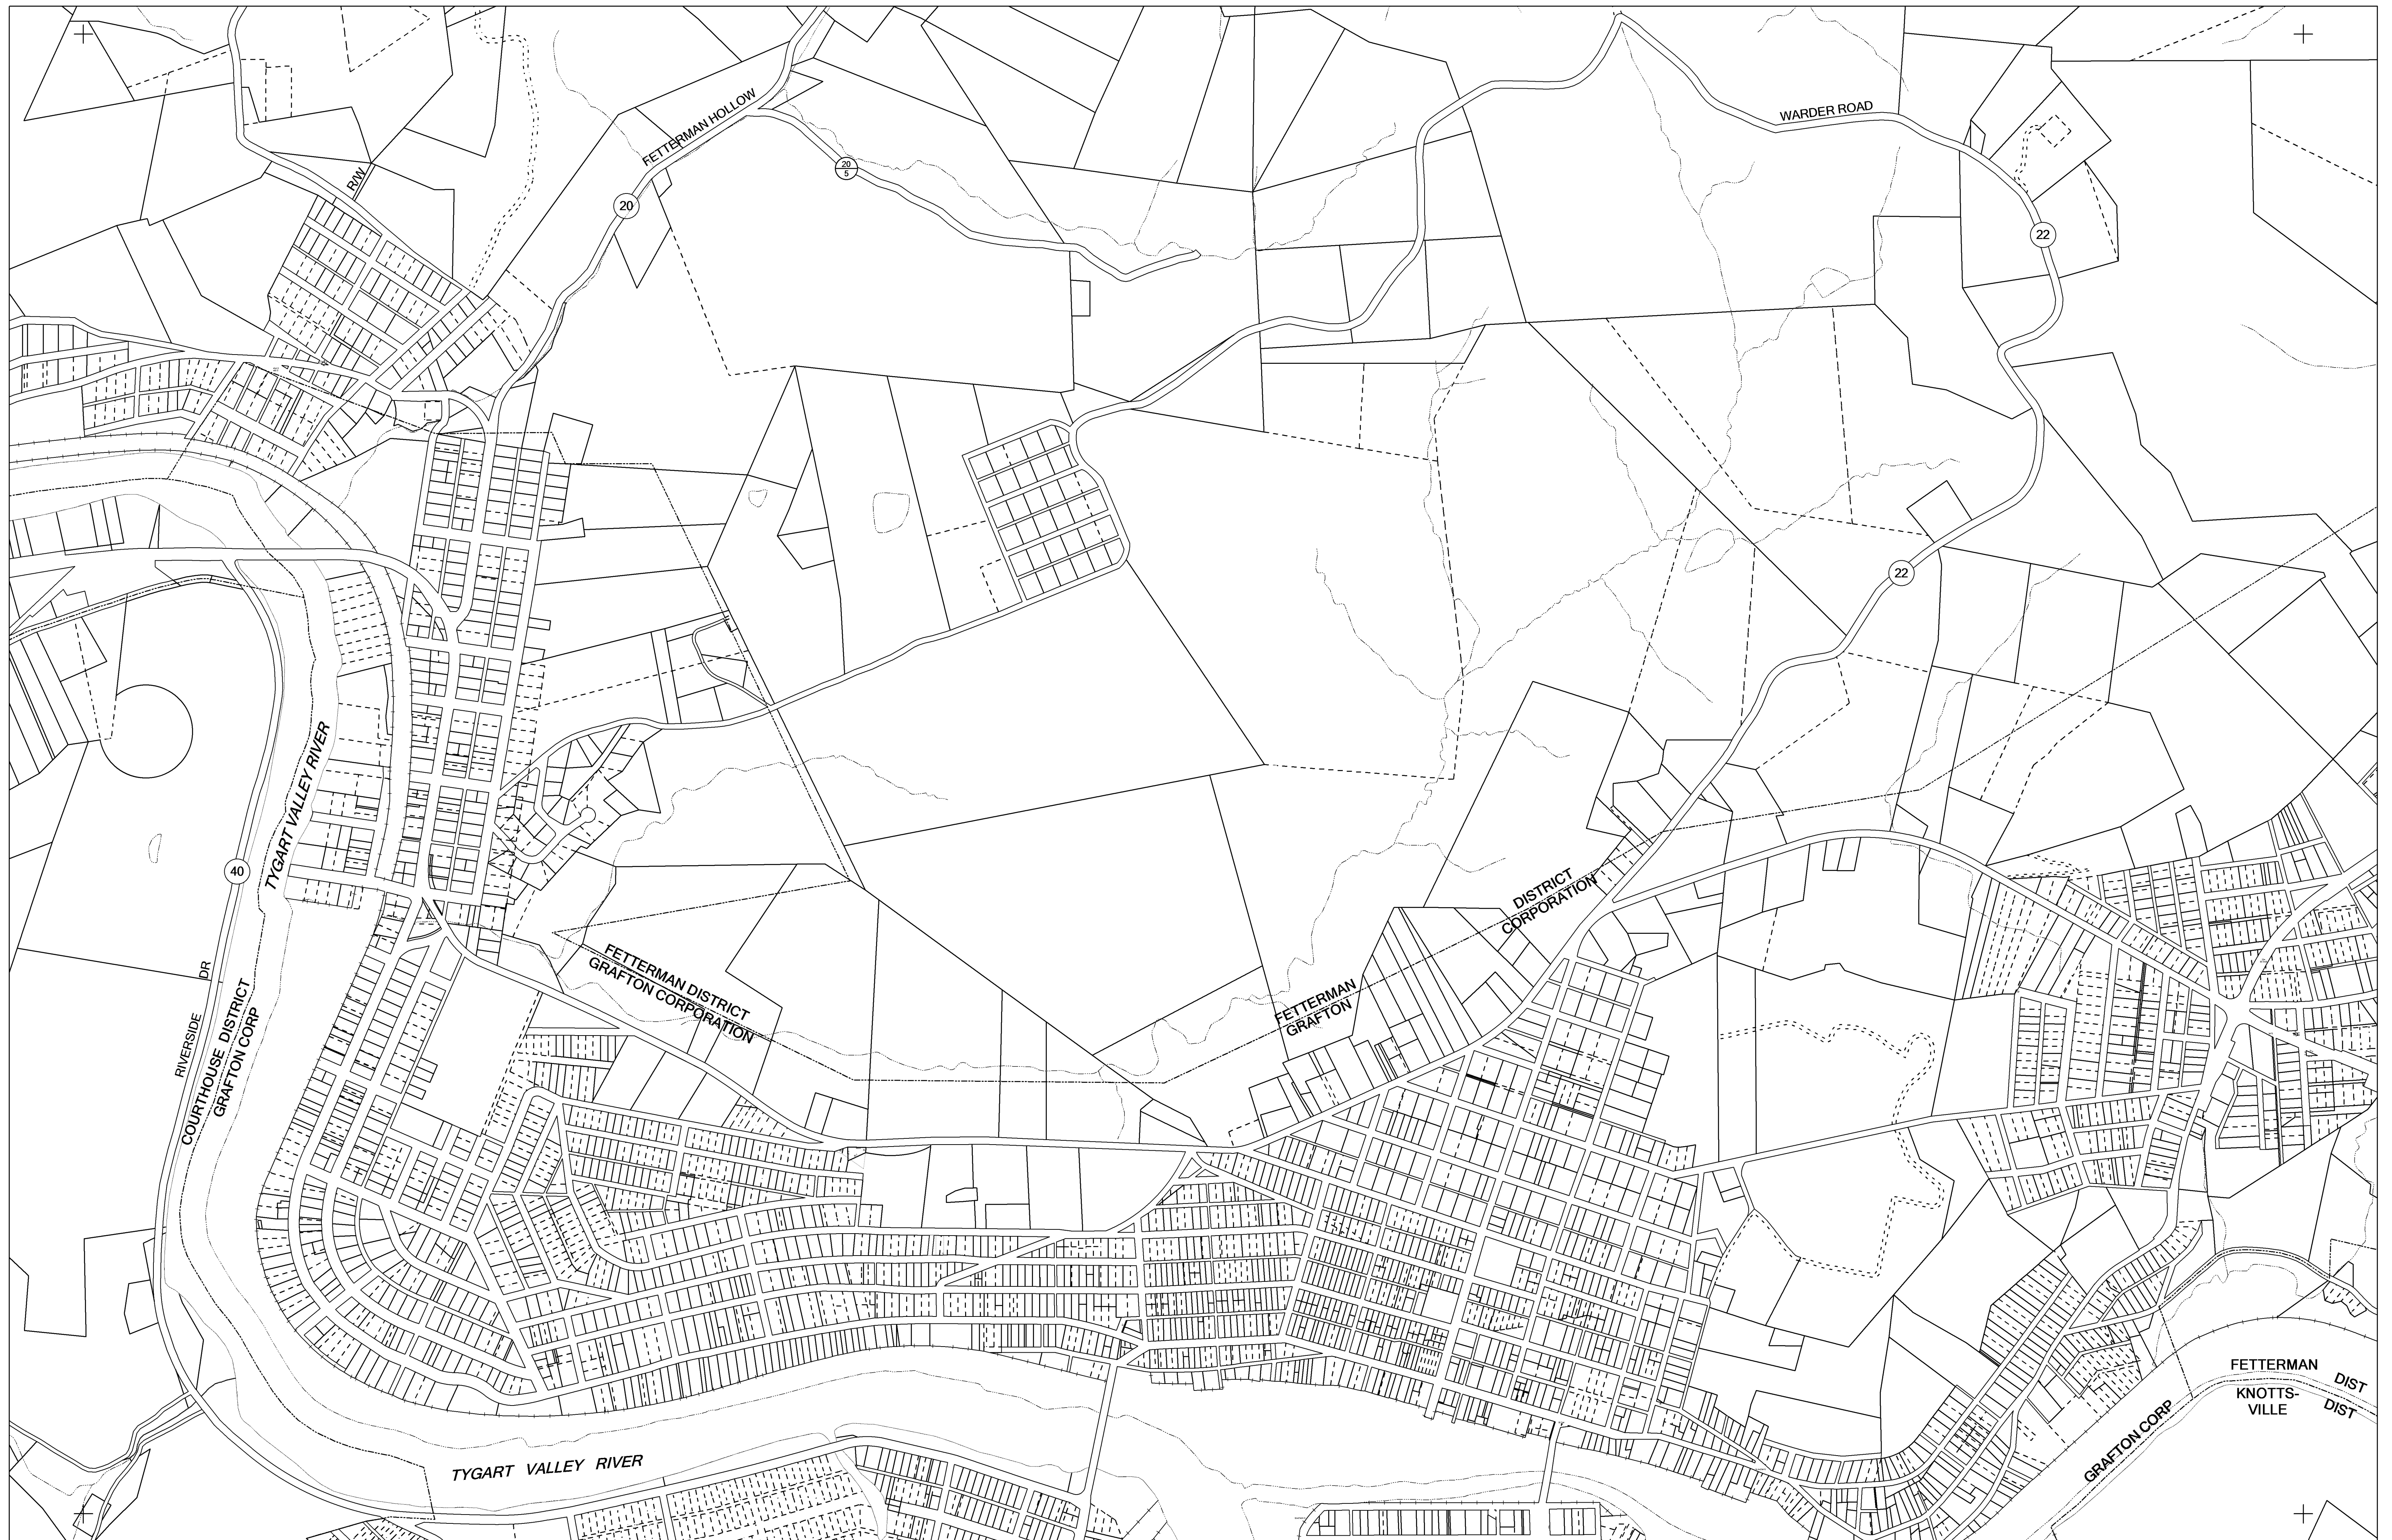 FETTERMAN HOLLOW
WARDER ROAD
20
5
R/W
20
22
22
TYGART VALLEY RIVER
40
DISTRICT
CORPORATION
FETTERMAN DISTRICT
GRAFTON CORPORATION
FETTERMAN
GRAFTON
RIVERSIDE DR
COURTHOUSE DISTRICT
GRAFTON CORP
FETTERMAN DIST
KNOTTS-
VILLE DIST
GRAFTON CORP
TYGART VALLEY RIVER